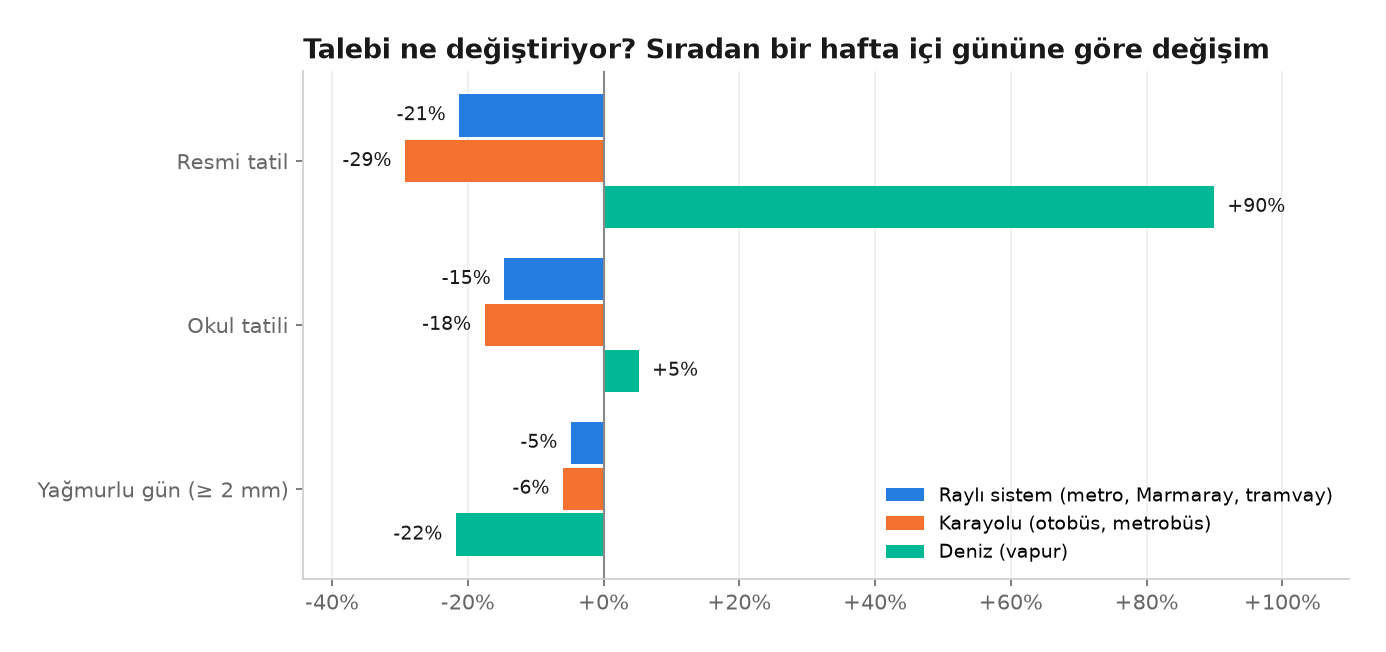 Talebi ne değiştiriyor? Sıradan bir hafta içi gününe göre değişim
-21%
Resmi tatil
-29%
+90%
-15%
Okul tatili
-18%
+5%
-5%
Yağmurlu gün (≥ 2 mm)
-6%
-22%
Raylı sistem (metro, Marmaray, tramvay)
Karayolu (otobüs, metrobüs)
Deniz (vapur)
-40% -20% +0% +20% +40% +60% +80% +100%